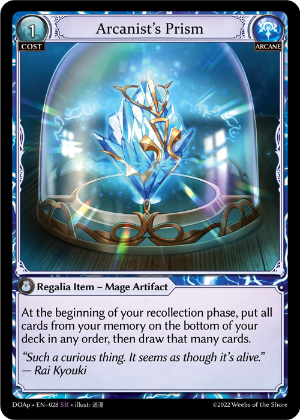 1
Arcanist's Prism
COST
ARCANE
Regalia Item – Mage Artifact
At the beginning of your recollection phase, put all
cards from your memory on the bottom of your
deck in any order, then draw that many cards.
"Such a curious thing. It seems as though it's alive."
— Rai Kyouki
DOAp • EN-028 SR • illust:
©2022 Weebs of the Shore